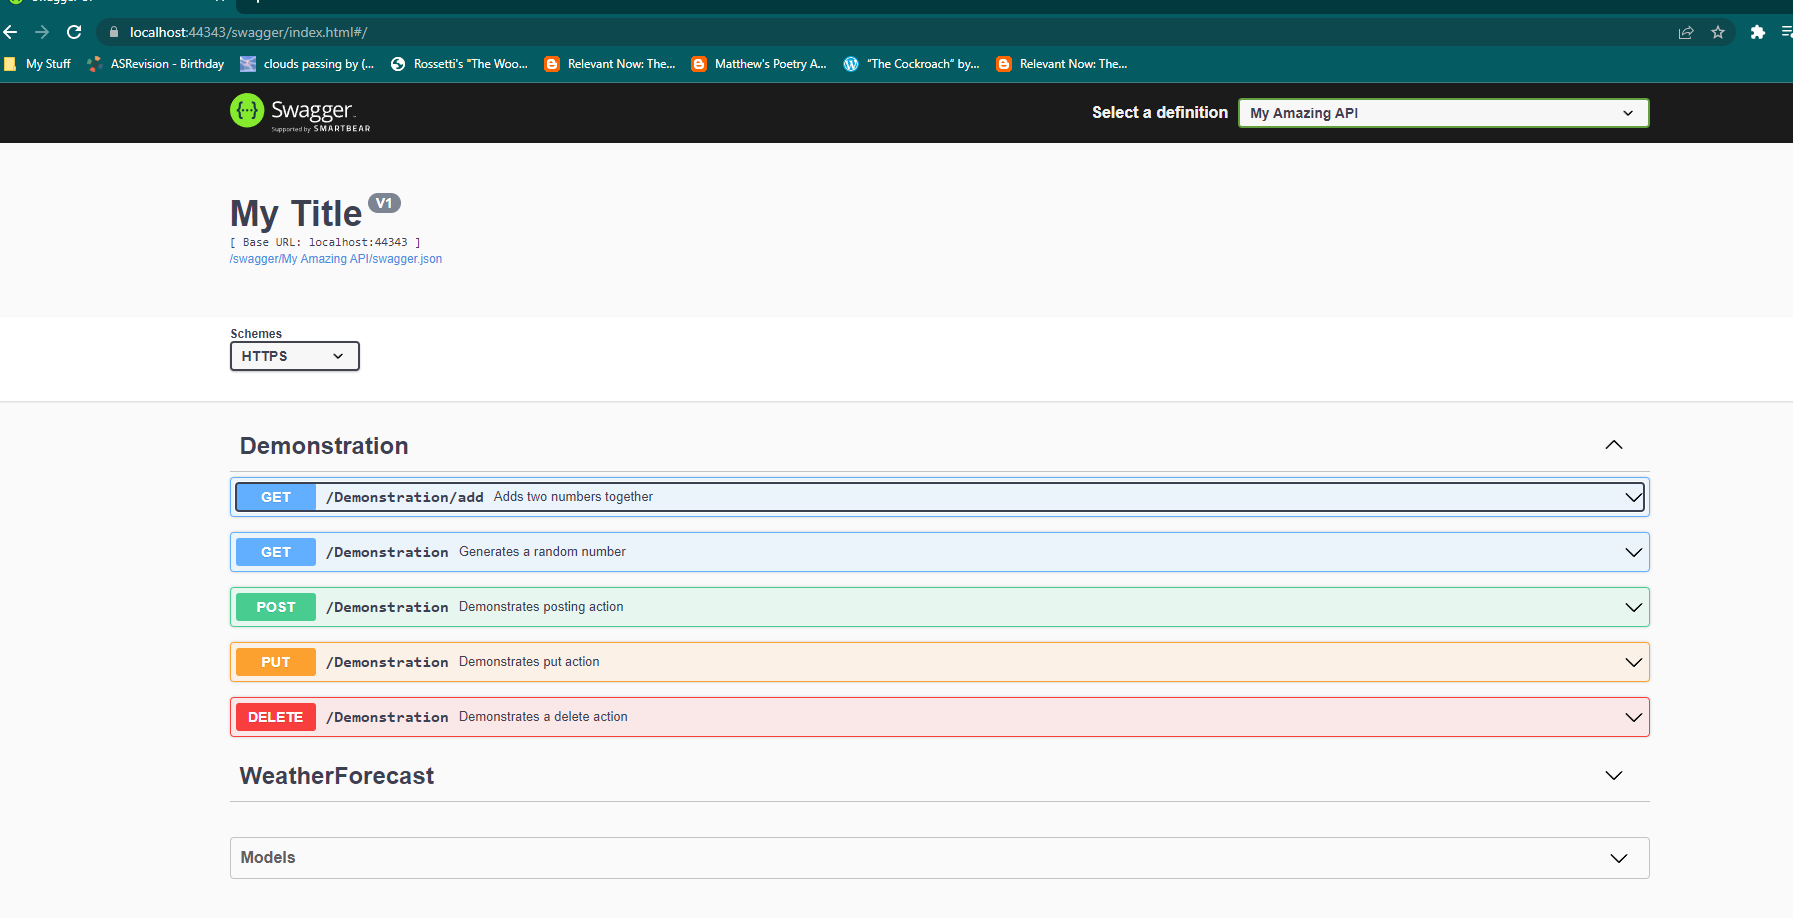 localhost:44343/swagger/index.html#/
My Stuff ASRevision - Birthday clouds passing by (... Rossetti's "The Woo... Relevant Now: The... Matthew's Poetry A... "The Cockroach" by... Relevant Now: The...
Swagger
Supported by SMARTBEAR
Select a definition My Amazing API
My Title V1
[ Base URL: localhost:44343 ]
/swagger/My Amazing API/swagger.json
Schemes
HTTPS
Demonstration
GET /Demonstration/add Adds two numbers together
GET /Demonstration Generates a random number
POST /Demonstration Demonstrates posting action
PUT /Demonstration Demonstrates put action
DELETE /Demonstration Demonstrates a delete action
WeatherForecast
Models